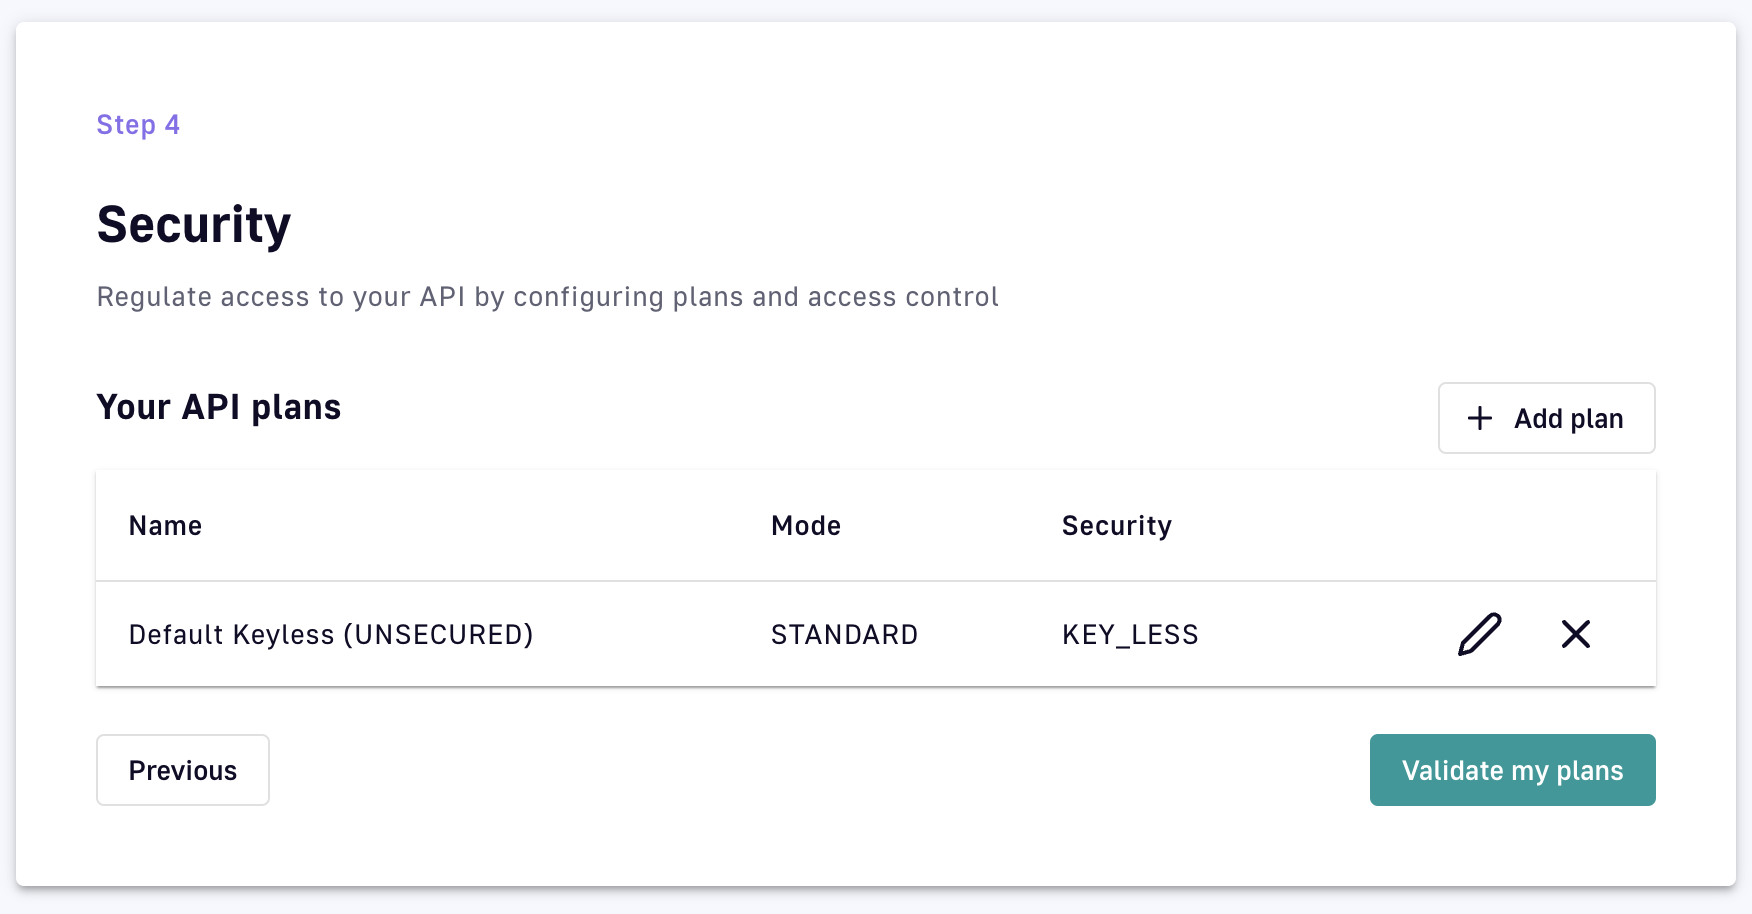 Step 4
Security
Regulate access to your API by configuring plans and access control
Your API plans
Add plan
Name Mode Security
Default Keyless (UNSECURED) STANDARD KEY_LESS
Previous Validate my plans